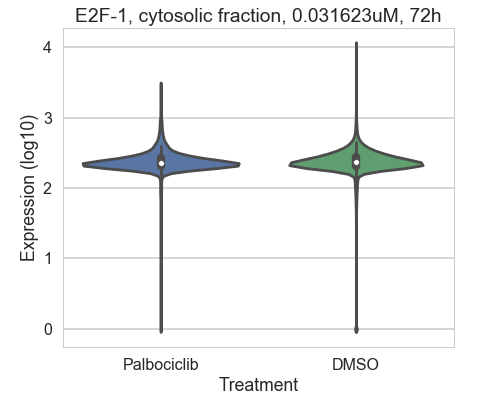 E2F-1, cytosolic fraction, 0.031623uM, 72h
4
3
2
1
0
Expression (log10)
Palbociclib
DMSO
Treatment